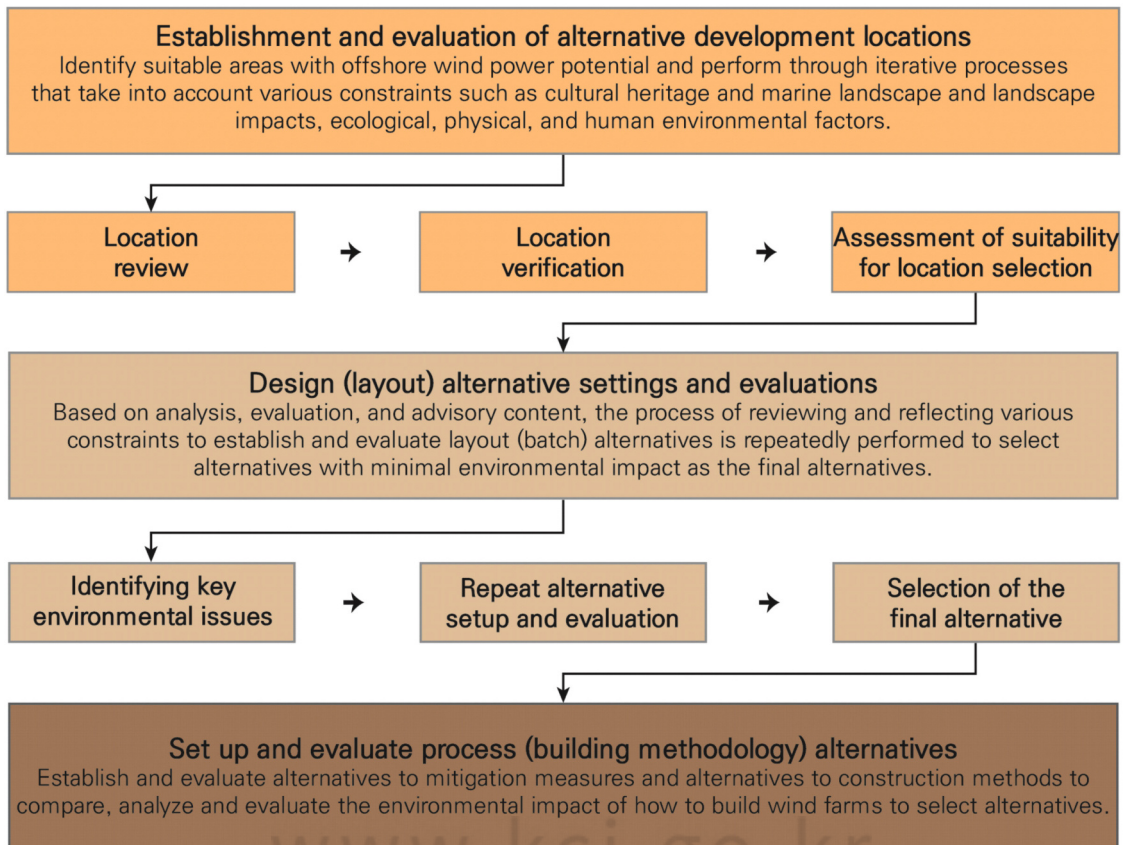 Establishment and evaluation of alternative development locations
Identify suitable areas with offshore wind power potential and perform through iterative processes
that take into account various constraints such as cultural heritage and marine landscape and landscape
impacts, ecological, physical, and human environmental factors.
Location
review
Location
verification
Assessment of suitability
for location selection
Design (layout) alternative settings and evaluations
Based on analysis, evaluation, and advisory content, the process of reviewing and reflecting various
constraints to establish and evaluate layout (batch) alternatives is repeatedly performed to select
alternatives with minimal environmental impact as the final alternatives.
Identifying key
environmental issues
Repeat alternative
setup and evaluation
Selection of the
final alternative
Set up and evaluate process (building methodology) alternatives
Establish and evaluate alternatives to mitigation measures and alternatives to construction methods to
compare, analyze and evaluate the environmental impact of how to build wind farms to select alternatives.
www.kci.go.kr